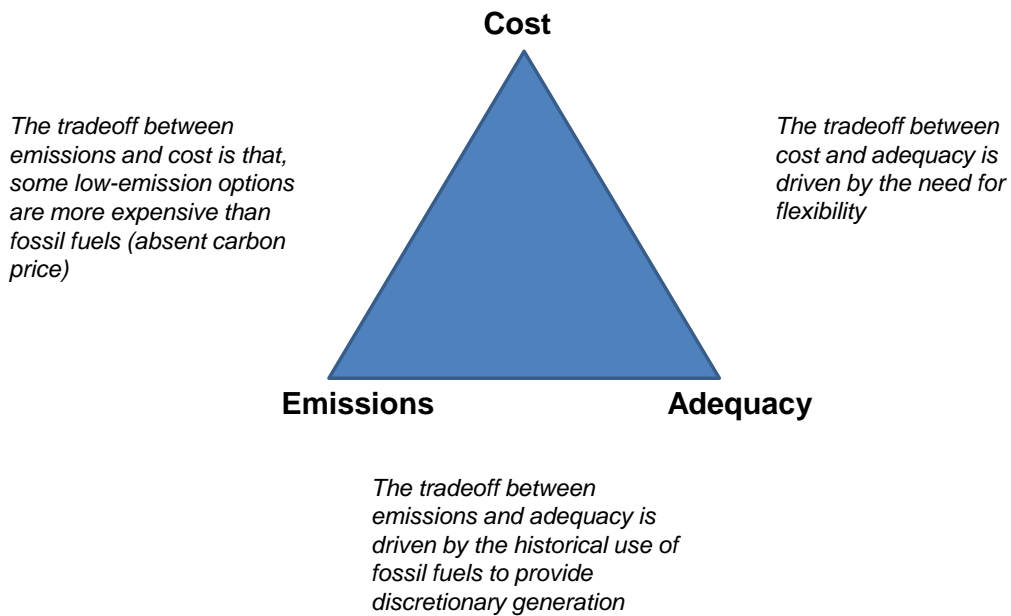 Cost
The tradeoff between
emissions and cost is that,
some low-emission options
are more expensive than
fossil fuels (absent carbon
price)
The tradeoff between
cost and adequacy is
driven by the need for
flexibility
Emissions
Adequacy
The tradeoff between
emissions and adequacy is
driven by the historical use of
fossil fuels to provide
discretionary generation